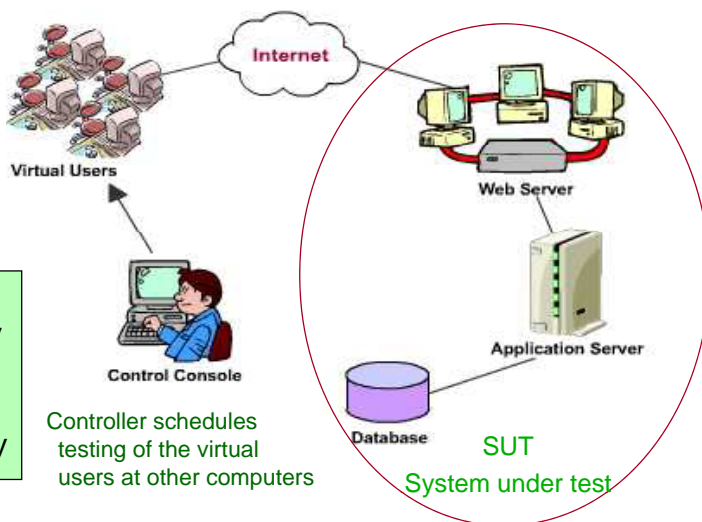 Internet
Virtual Users
Web Server
Control Console
Application Server
Database
Controller schedules
testing of the virtual
users at other computers
SUT
System under test